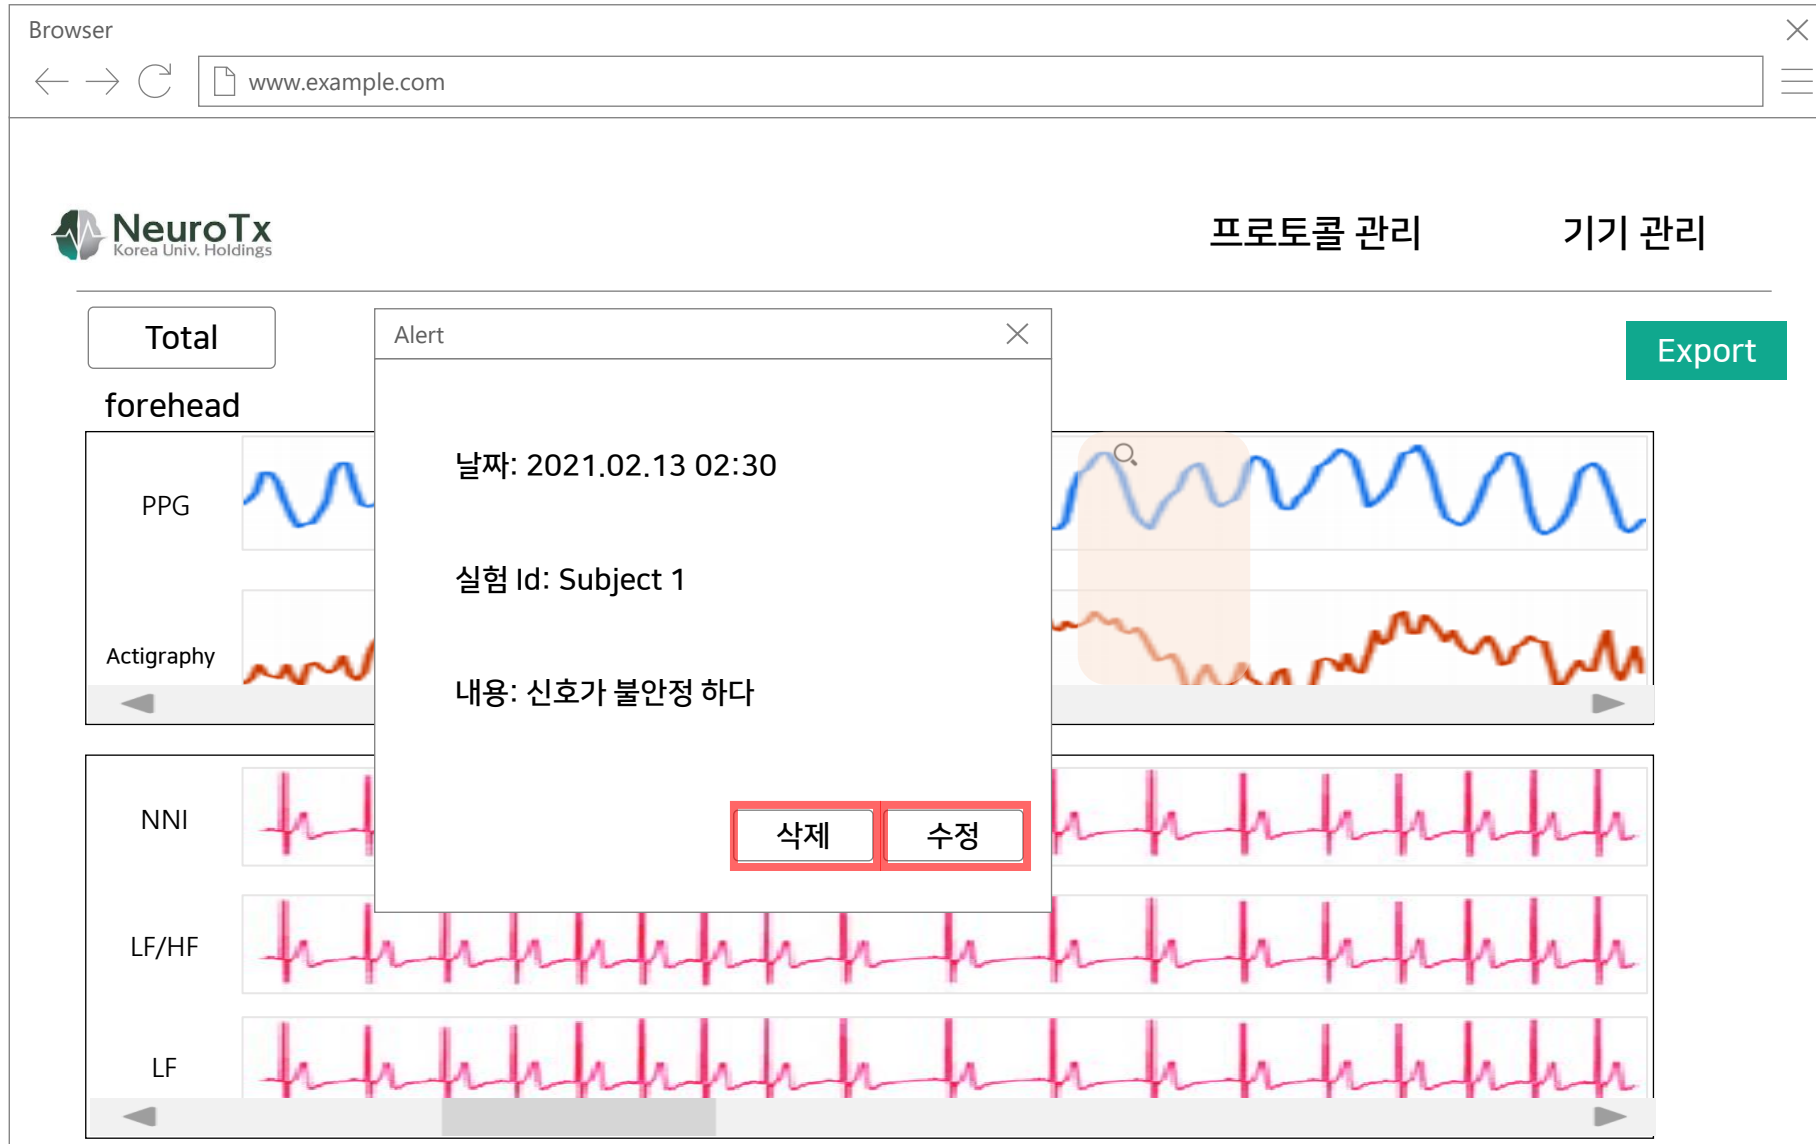 Browser
www.example.com
NeuroTx
Korea Univ. Holdings
프로토콜 관리
기기 관리
Total
Alert
Export
forehead
날짜: 2021.02.13 02:30
PPG
실험 Id: Subject 1
Actigraphy
내용: 신호가 불안정 하다
NNI
삭제
수정
LF/HF
LF